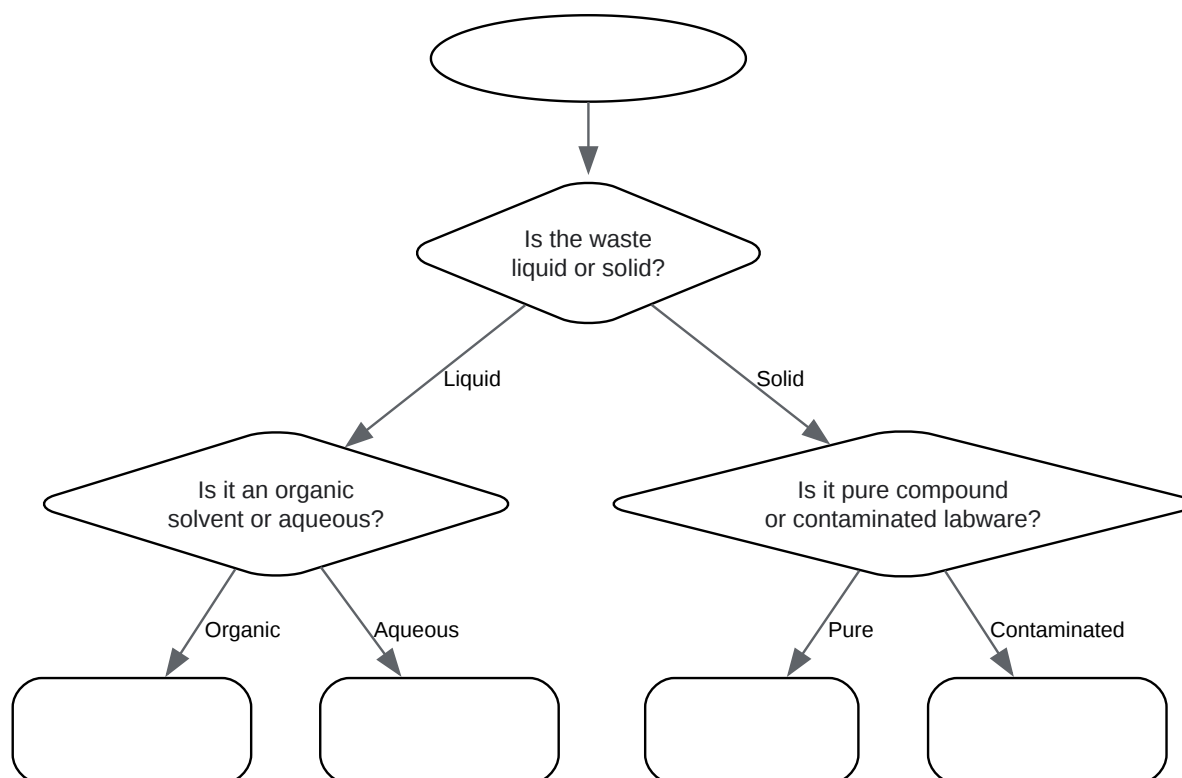 Is the waste
liquid or solid?
Liquid
Solid
Is it an organic
solvent or aqueous?
Is it pure compound
or contaminated labware?
Organic
Aqueous
Pure
Contaminated